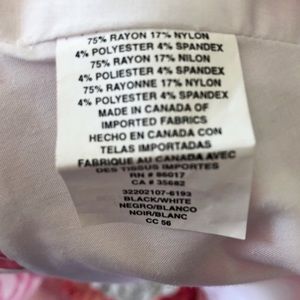 75% RAYON 17% NYLON
4% POLYESTER 4% SPANDEX
75% RAYON 17% NILON
4% POLIESTER 4% SPANDEX
75% RAYONNE 17% NYLON
4% POLYESTER 4% SPANDEX
MADE IN CANADA OF
IMPORTED FABRICS
HECHO EN CANADA CON
TELAS IMPORTADAS
FABRIQUE AU CANADA AVEC
DES TISSUS IMPORTES
RN # 86017
CA # 35682
32202107-6193
BLACK/WHITE
NEGRO/BLANCO
NOIR/BLANC
CC 56